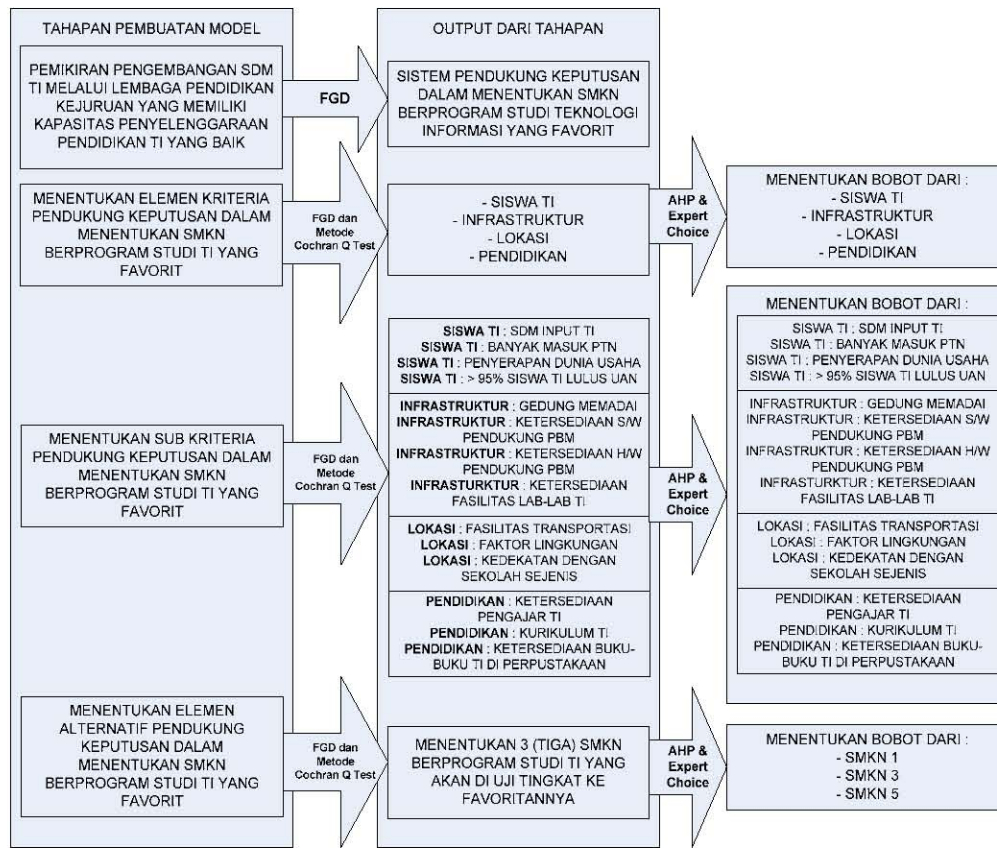 TAHAPAN PEMBUATAN MODEL
PEMIKIRAN PENGEMBANGAN SDM
TI MELALUI LEMBAGA PENDIDIKAN
KEJURUAN YANG MEMILIKI
KAPASITAS PENYELENGGARAAN
PENDIDIKAN TI YANG BAIK
FGD
OUTPUT DARI TAHAPAN
SISTEM PENDUKUNG KEPUTUSAN
DALAM MENENTUKAN SMKN
BERPROGRAM STUDI TEKNOLOGI
INFORMASI YANG FAVORIT
MENENTUKAN ELEMEN KRITERIA
PENDUKUNG KEPUTUSAN DALAM
MENENTUKAN SMKN
BERPROGRAM STUDI TI YANG
FAVORIT
FGD dan
Metode
Cochran Q Test
- SISWA TI
- INFRASTRUKTUR
- LOKASI
- PENDIDIKAN
AHP &
Expert
Choice
MENENTUKAN BOBOT DARI :
- SISWA TI
- INFRASTRUKTUR
- LOKASI
- PENDIDIKAN
MENENTUKAN SUB KRITERIA
PENDUKUNG KEPUTUSAN DALAM
MENENTUKAN SMKN
BERPROGRAM STUDI TI YANG
FAVORIT
FGD dan
Metode
Cochran Q Test
SISWA TI : SDM INPUT TI
SISWA TI : BANYAK MASUK PTN
SISWA TI : PENYERAPAN DUNIA USAHA
SISWA TI : > 95% SISWA TI LULUS UAN
INFRASTRUKTUR : GEDUNG MEMADAI
INFRASTRUKTUR : KETERSEDIAAN S/W
PENDUKUNG PBM
INFRASTRUKTUR : KETERSEDIAAN H/W
PENDUKUNG PBM
INFRASTURKTUR : KETERSEDIAAN
FASILITAS LAB-LAB TI
LOKASI : FASILITAS TRANSPORTASI
LOKASI : FAKTOR LINGKUNGAN
LOKASI : KEDEKATAN DENGAN
SEKOLAH SEJENIS
PENDIDIKAN : KETERSEDIAAN
PENGAJAR TI
PENDIDIKAN : KURIKULUM TI
PENDIDIKAN : KETERSEDIAAN BUKU-
BUKU TI DI PERPUSTAKAAN
AHP &
Expert
Choice
MENENTUKAN BOBOT DARI :
SISWA TI : SDM INPUT TI
SISWA TI : BANYAK MASUK PTN
SISWA TI : PENYERAPAN DUNIA USAHA
SISWA TI : > 95% SISWA TI LULUS UAN
INFRASTRUKTUR : GEDUNG MEMADAI
INFRASTRUKTUR : KETERSEDIAAN S/W
PENDUKUNG PBM
INFRASTRUKTUR : KETERSEDIAAN H/W
PENDUKUNG PBM
INFRASTURKTUR : KETERSEDIAAN
FASILITAS LAB-LAB TI
LOKASI : FASILITAS TRANSPORTASI
LOKASI : FAKTOR LINGKUNGAN
LOKASI : KEDEKATAN DENGAN
SEKOLAH SEJENIS
PENDIDIKAN : KETERSEDIAAN
PENGAJAR TI
PENDIDIKAN : KURIKULUM TI
PENDIDIKAN : KETERSEDIAAN BUKU-
BUKU TI DI PERPUSTAKAAN
MENENTUKAN ELEMEN
ALTERNATIF PENDUKUNG
KEPUTUSAN DALAM
MENENTUKAN SMKN
BERPROGRAM STUDI TI YANG
FAVORIT
FGD dan
Metode
Cochran Q Test
MENENTUKAN 3 (TIGA) SMKN
BERPROGRAM STUDI TI YANG
AKAN DI UJI TINGKAT KE
FAVORITANNYA
AHP &
Expert
Choice
MENENTUKAN BOBOT DARI :
- SMKN 1
- SMKN 3
- SMKN 5